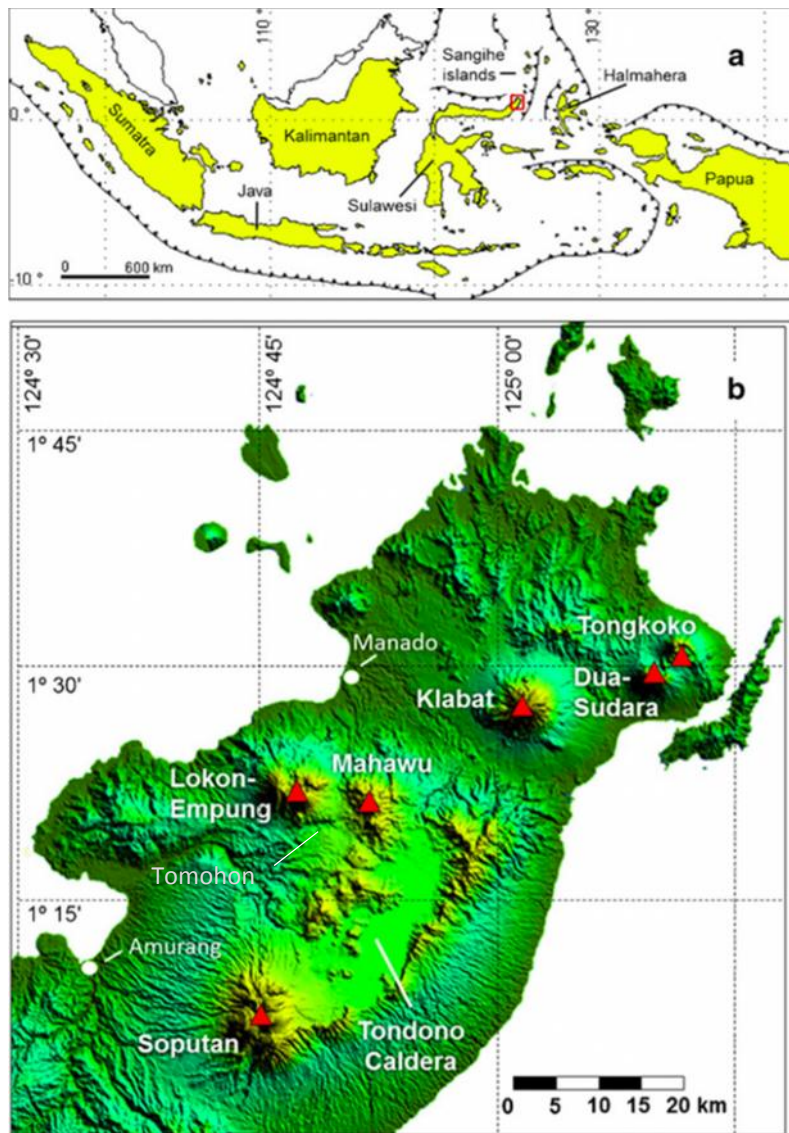 110
130
a
Sangihe
islands
Halmahera
0°
Sumatra
Kalimantan
Papua
Java
Sulawesi
0
600 km
-10 °
124° 30'
124° 45'
125° 00'
b
1° 45'
Tongkoko
Manado
1° 30'
Dua-
Sudara
Klabat
Mahawu
Lokon-
Empung
Tomohon
1° 15'
Amurang
Soputan
Tondono
Caldera
0 5 10 15 20 km